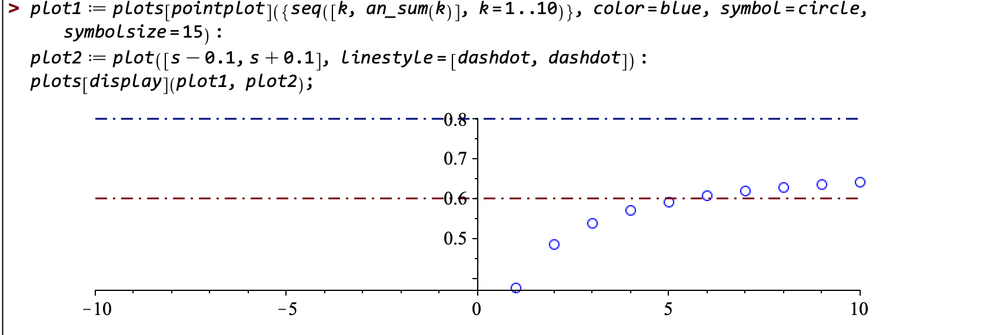 > plot1 := plots[pointplot]({seq([k, an_sum(k)], k=1..10)}, color=blue, symbol=circle,
symbolsize=15):
plot2 := plot([s − 0.1, s + 0.1], linestyle=[dashdot, dashdot]):
plots[display](plot1, plot2);
0.8
0.7
0.6
0.5
−10 −5 0 5 10